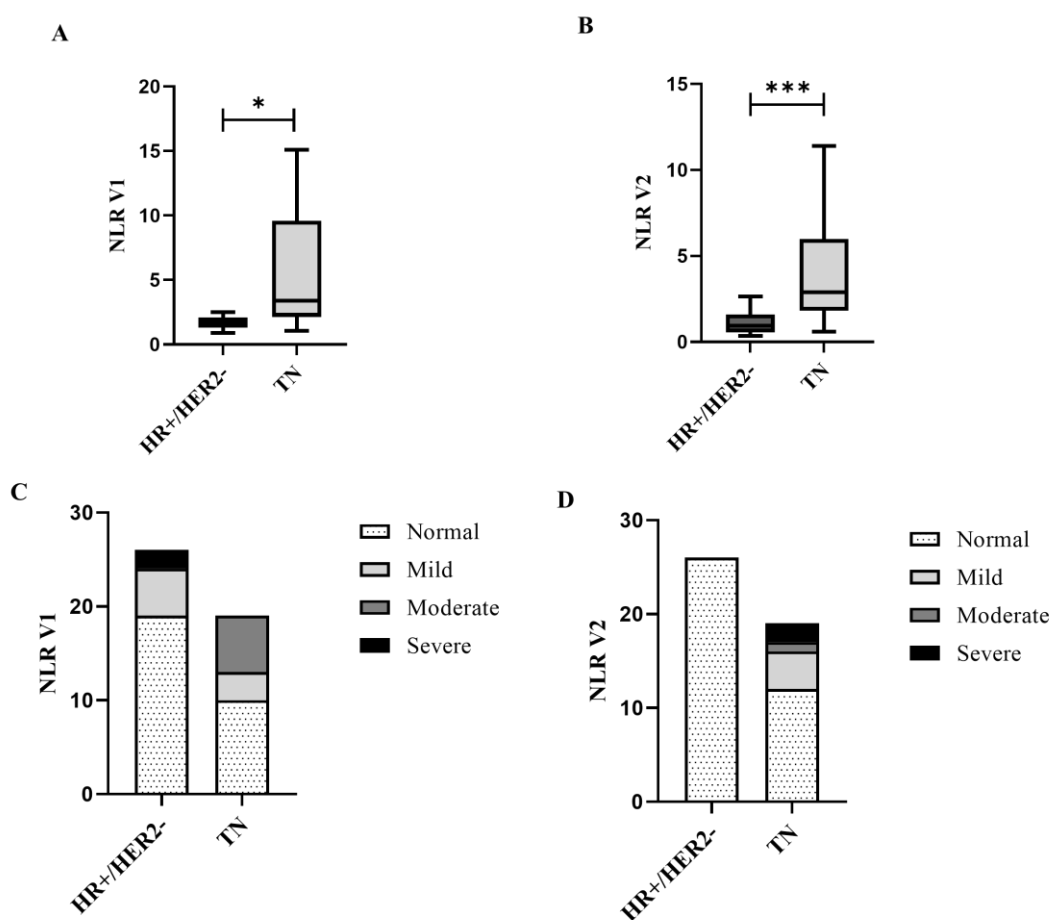 A
NLR V1
20
15
10
5
0
*
HR+/HER2-
TN
B
NLR V2
15
10
5
0
***
HR+/HER2-
TN
C
NLR V1
30
20
10
0
HR+/HER2-
TN
Normal
Mild
Moderate
Severe
D
NLR V2
30
20
10
0
HR+/HER2-
TN
Normal
Mild
Moderate
Severe